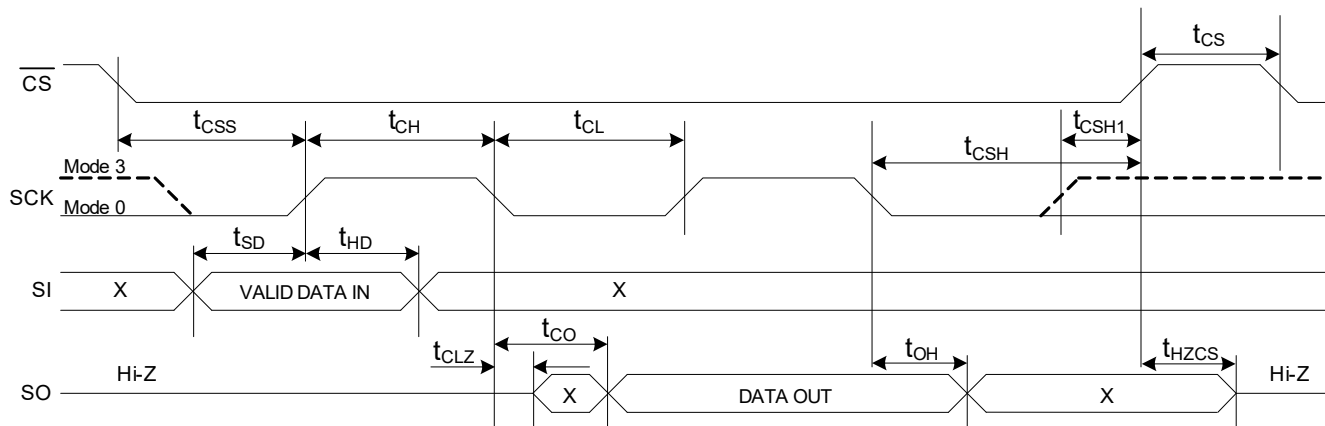 tCS
CS
tCSS tCH tCL tCSH1
tCSH
Mode 3
SCK
Mode 0
tSD tHD
SI X VALID DATA IN X
tCO
tCLZ tOH tHZCS
Hi-Z Hi-Z
SO X DATA OUT X